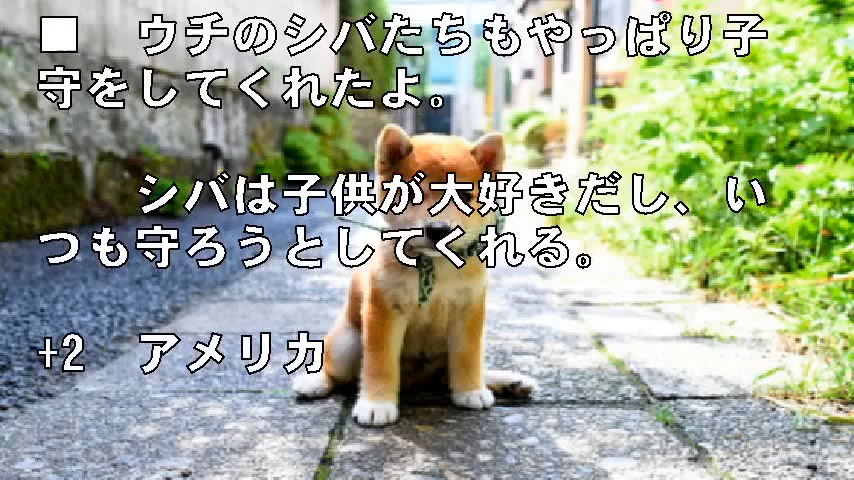 ■　ウチのシバたちもやっぱり子
守をしてくれたよ。
シバは子供が大好きだし、い
つも守ろうとしてくれる。
+2　アメリカ